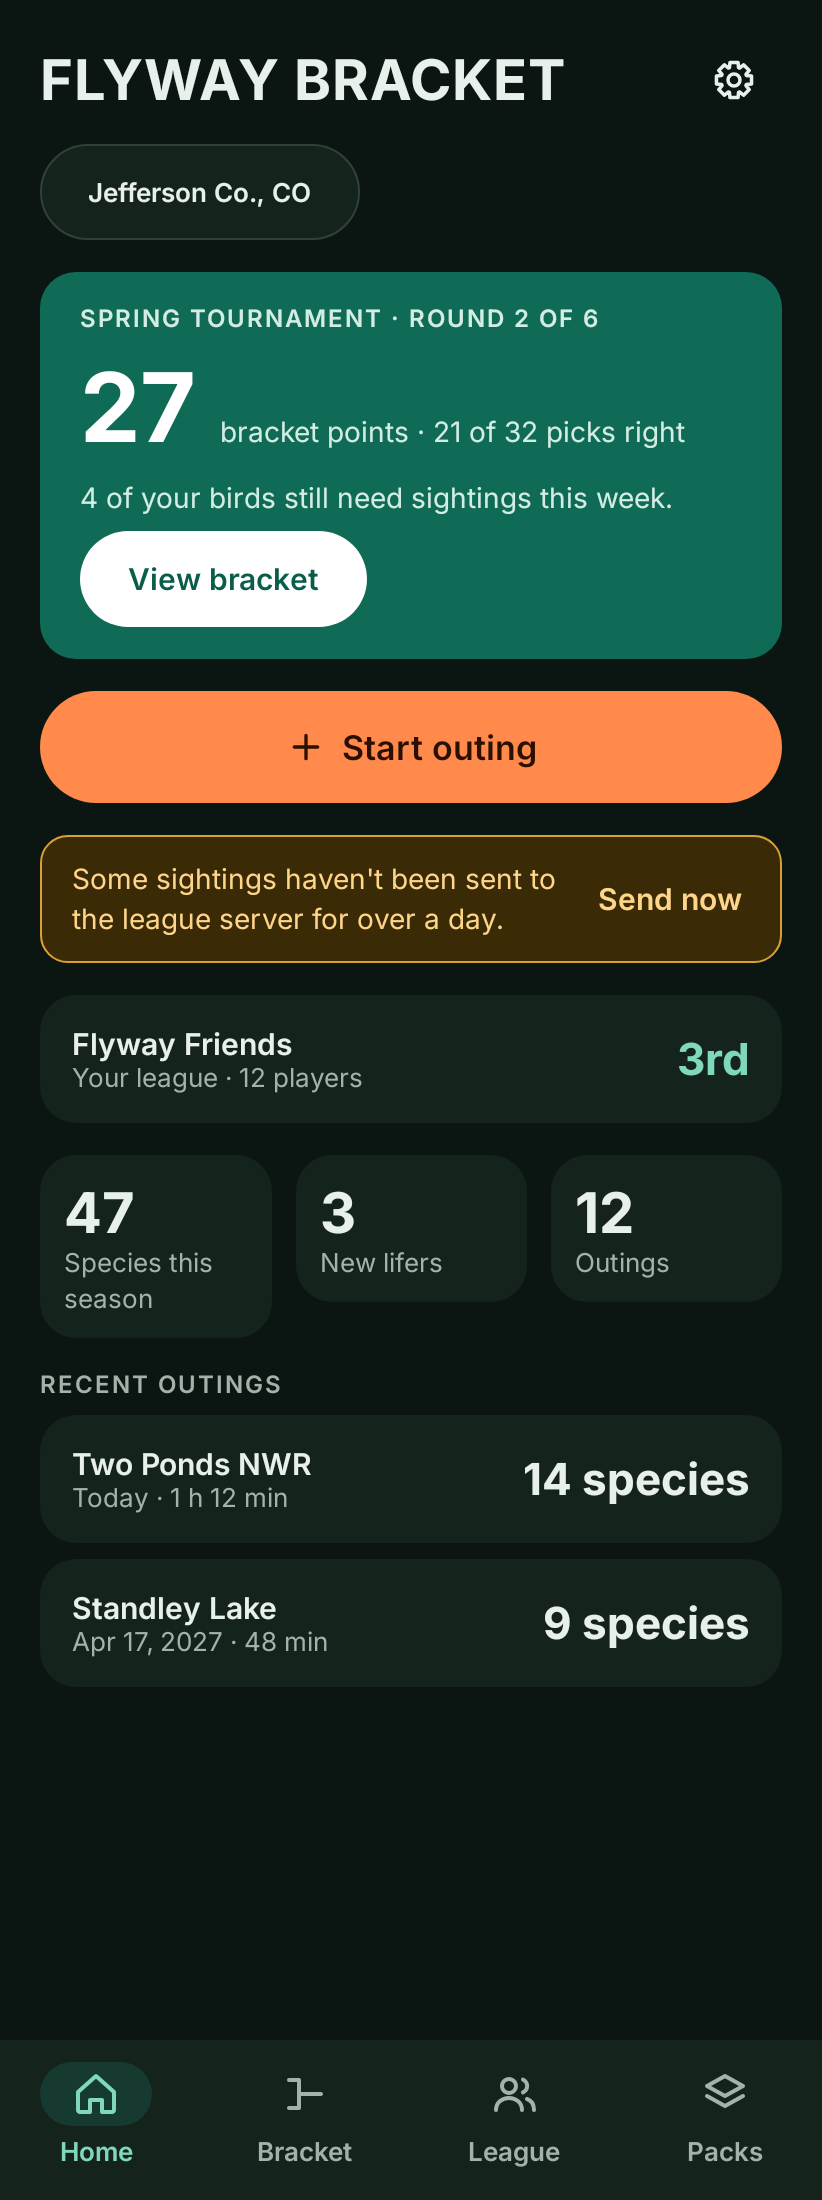 FLYWAY BRACKET
Jefferson Co., CO
SPRING TOURNAMENT · ROUND 2 OF 6
27 bracket points · 21 of 32 picks right
4 of your birds still need sightings this week.
View bracket
Start outing
Some sightings haven't been sent to
the league server for over a day.
Send now
Flyway Friends
Your league · 12 players
3rd
47
Species this
season
3
New lifers
12
Outings
RECENT OUTINGS
Two Ponds NWR
Today · 1 h 12 min
14 species
Standley Lake
Apr 17, 2027 · 48 min
9 species
Home
Bracket
League
Packs